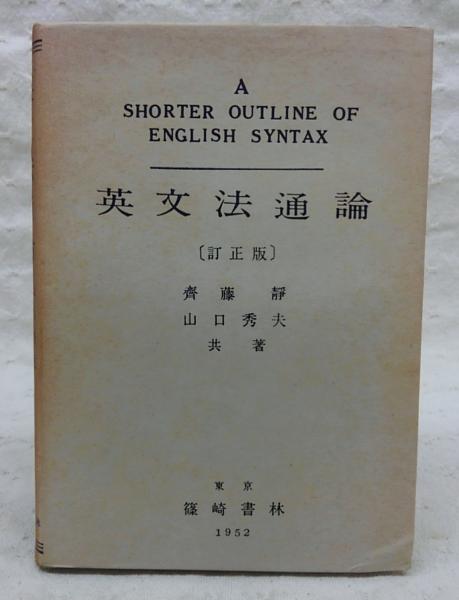 A
SHORTER OUTLINE OF
ENGLISH SYNTAX
英文法通論
〔訂正版〕
齊藤靜
山口秀夫
共著
東京
篠崎書林
1952